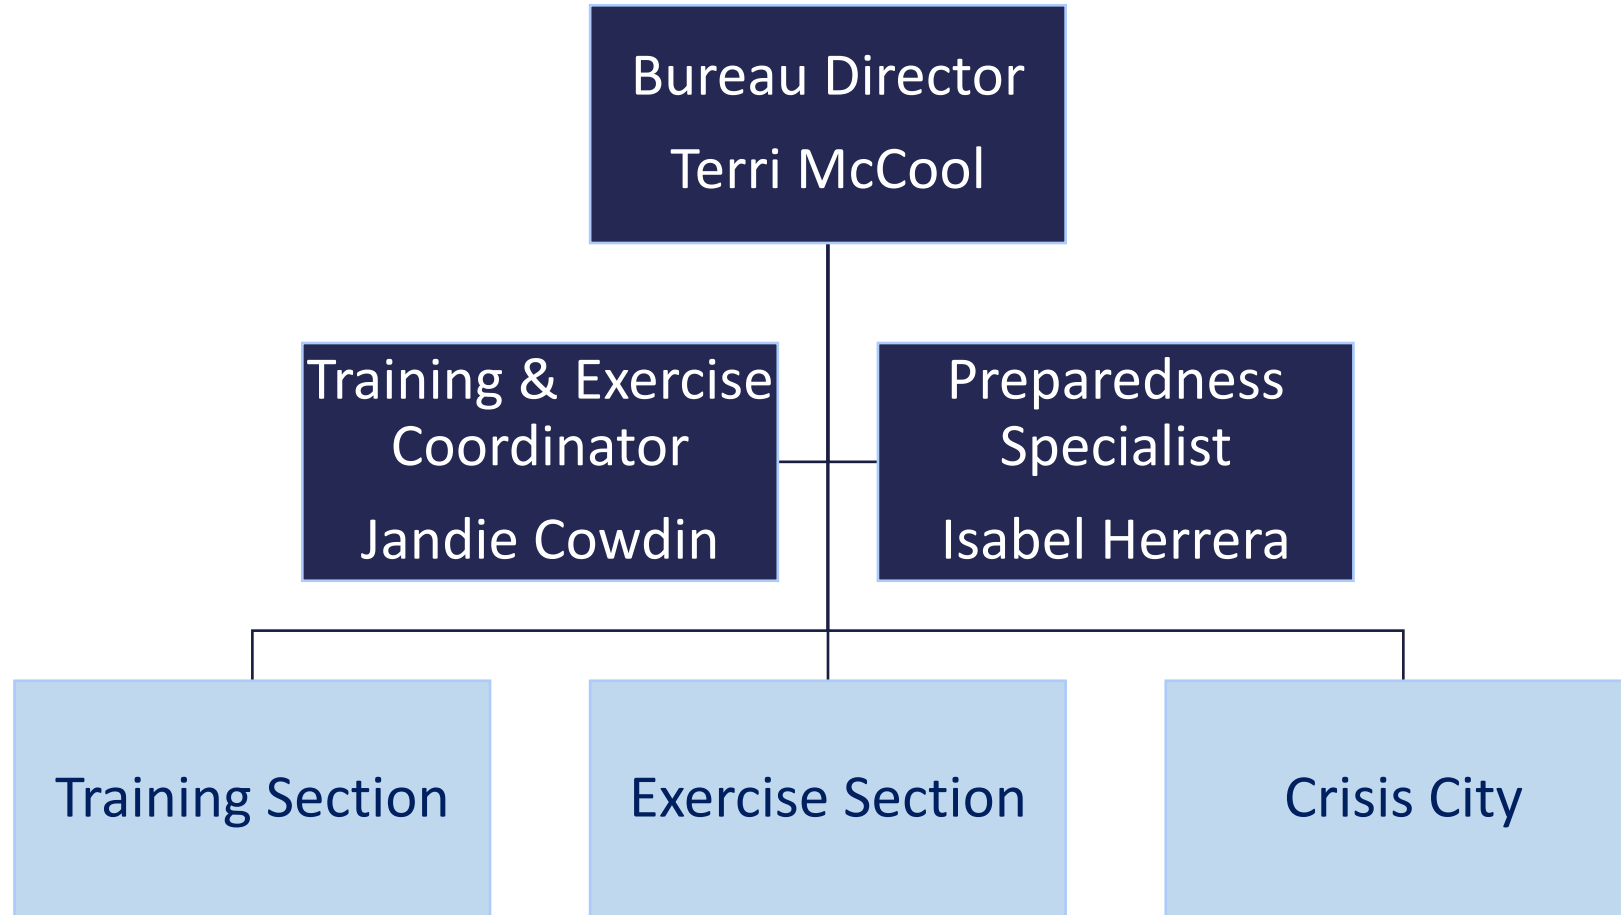 Bureau Director
Terri McCool
Training & Exercise
Coordinator
Jandie Cowdin
Preparedness
Specialist
Isabel Herrera
Training Section
Exercise Section
Crisis City